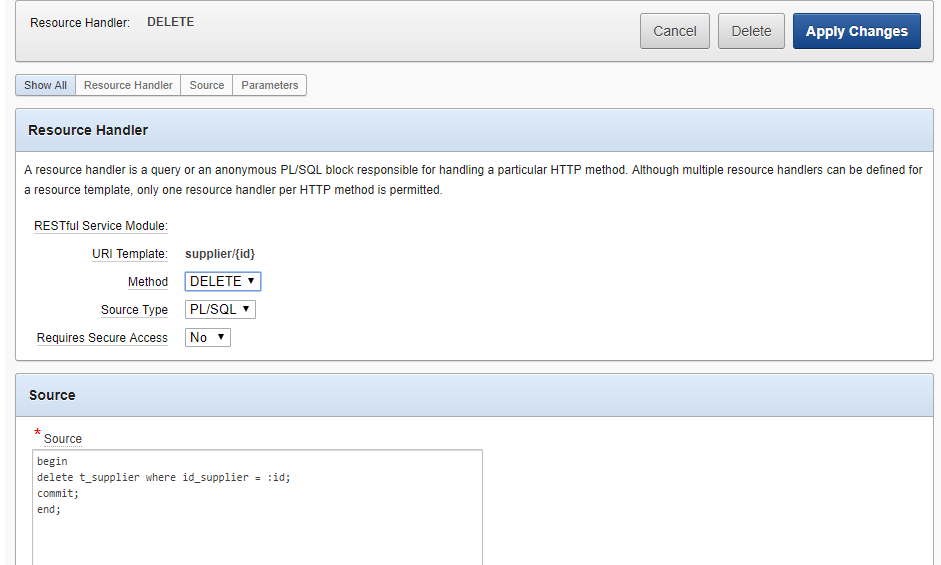 Resource Handler: DELETE
Cancel Delete Apply Changes
Show All Resource Handler Source Parameters
Resource Handler
A resource handler is a query or an anonymous PL/SQL block responsible for handling a particular HTTP method. Although multiple resource handlers can be defined for
a resource template, only one resource handler per HTTP method is permitted.
RESTful Service Module:
URI Template: supplier/{id}
Method DELETE
Source Type PL/SQL
Requires Secure Access No
Source
* Source
begin
delete t_supplier where id_supplier = :id;
commit;
end;